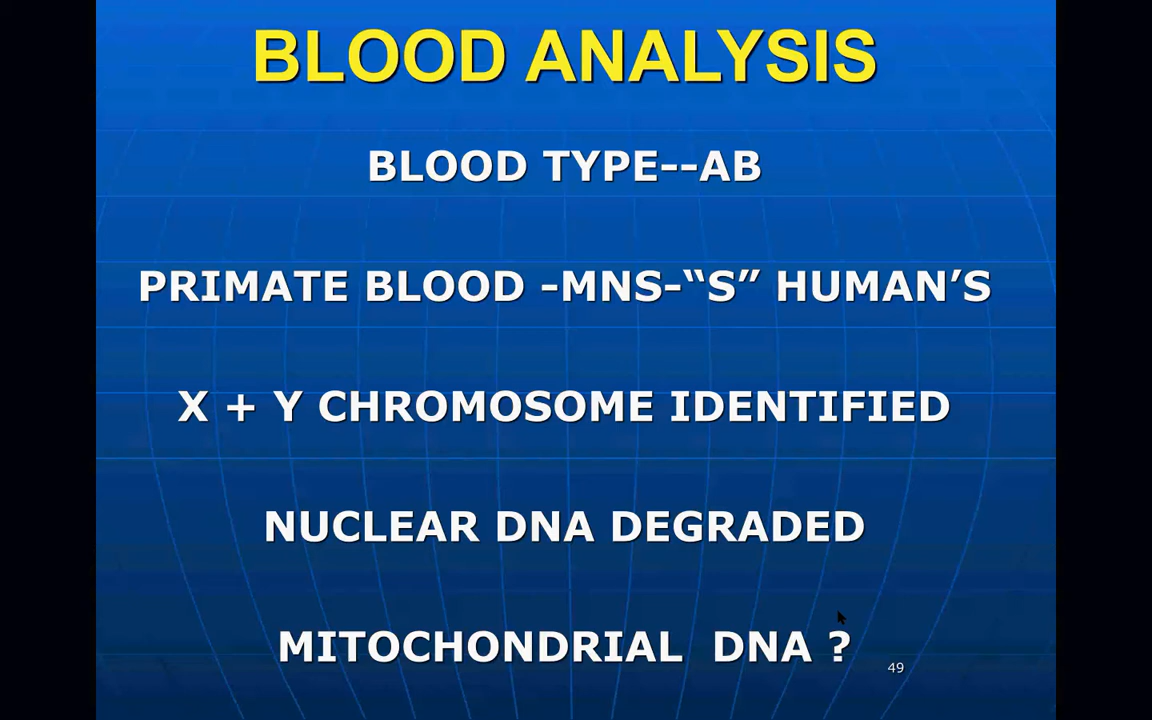 BLOOD ANALYSIS
BLOOD TYPE--AB
PRIMATE BLOOD -MNS-“S” HUMAN’S
X + Y CHROMOSOME IDENTIFIED
NUCLEAR DNA DEGRADED
MITOCHONDRIAL  DNA ?
49